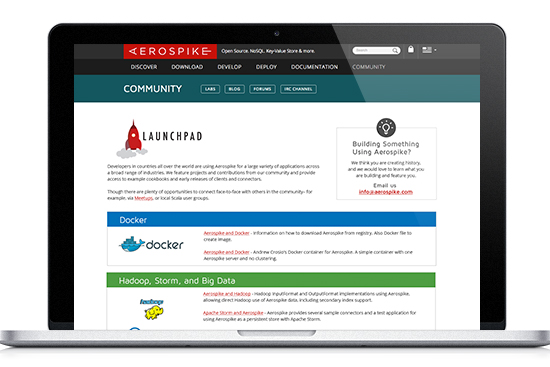 AEROSPIKE
Open Source. NoSQL. Key-Value Store & more.
Search
DISCOVER DOWNLOAD DEVELOP DEPLOY DOCUMENTATION COMMUNITY
COMMUNITY
LABS BLOG FORUMS IRC CHANNEL
LAUNCHPAD
Developers in countries all over the world are using Aerospike for a large variety of applications across
a broad range of industries. We feature projects and contributions from our community and provide
access to example cookbooks and early releases of clients and connectors.
Though there are plenty of opportunities to connect face-to-face with others in the community– for
example, via Meetups, or local Scala user groups.
Building Something
Using Aerospike?
We think you are creating history,
and we would love to learn what you
are building and feature you.
Email us
info@aerospike.com
Docker
docker
Aerospike and Docker - Information on how to download Aerospike from registry. Also Docker file to
create image.
Aerospike and Docker - Andrew Grosio's Docker container for Aerospike. A simple container with one
Aerospike server and no clustering.
Hadoop, Storm, and Big Data
hadoop
Aerospike and Hadoop - Hadoop InputFormat and OutputFormat implementations using Aerospike,
allowing direct Hadoop use of Aerospike data, including secondary index support.
Apache Storm and Aerospike - Aerospike provides several sample connectors and a test application for
using Aerospike as a persistent store with Apache Storm.